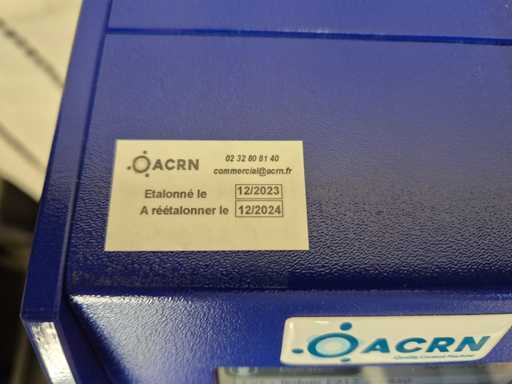 ACRN
02 32 80 81 40
commercial@acrn.fr
Etalonné le 12/2023
A réétalonner le 12/2024
ACRN